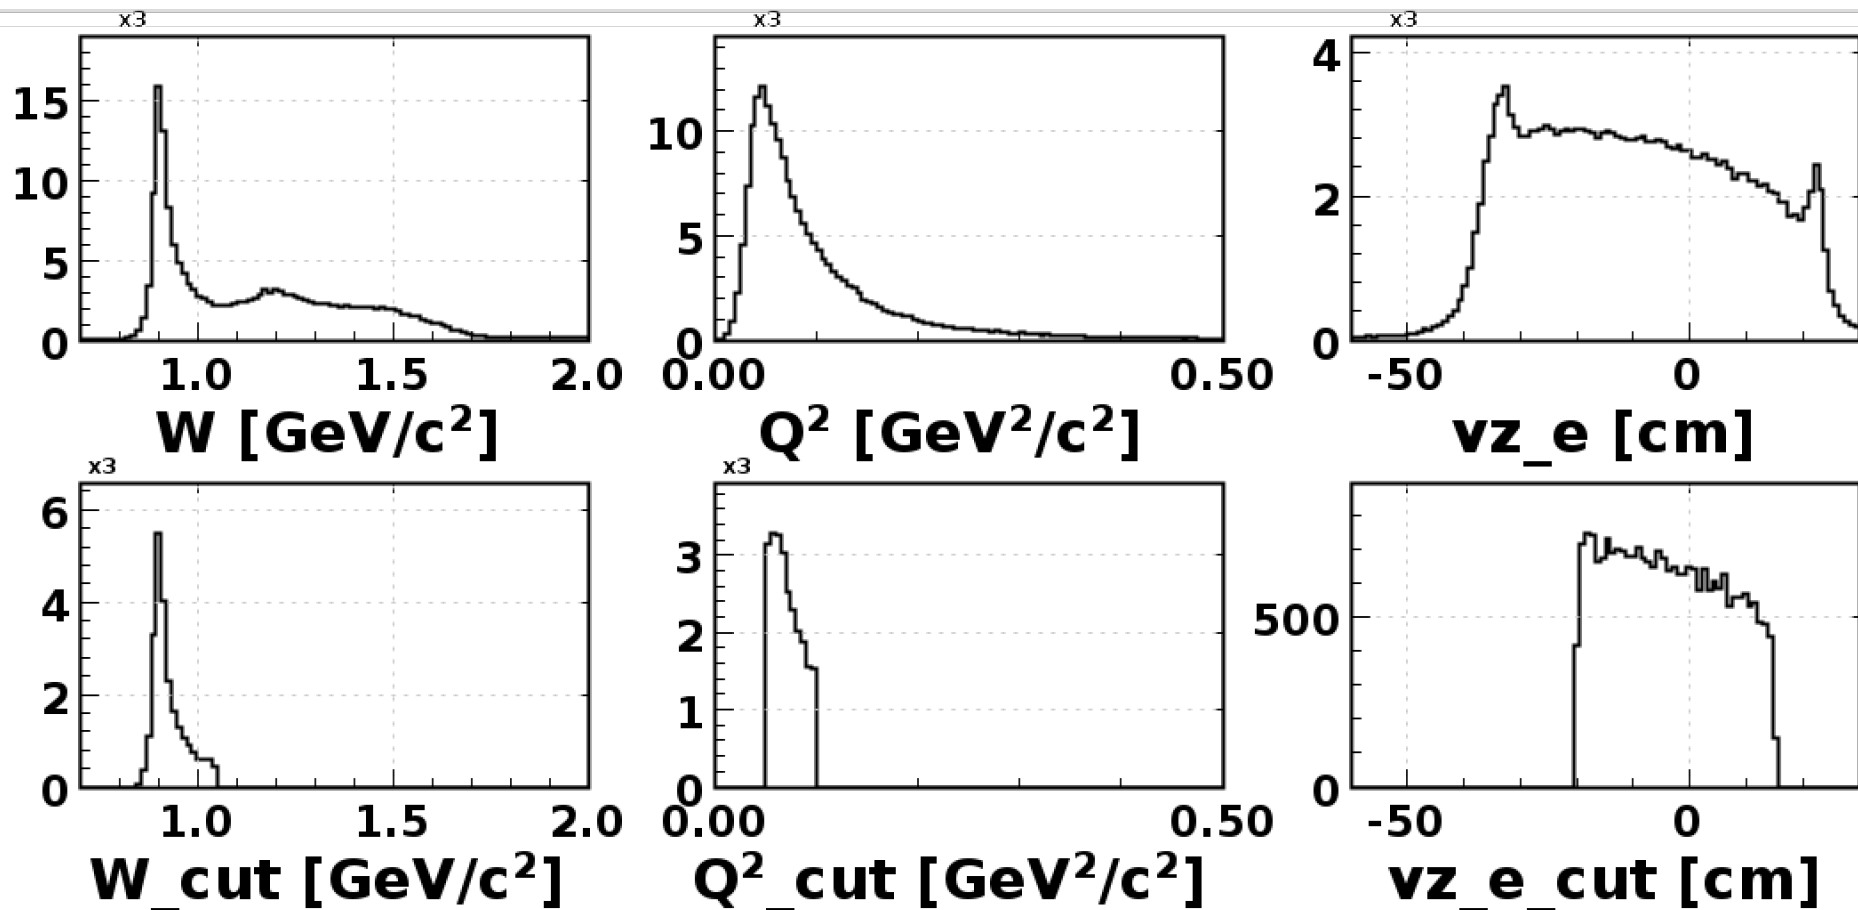 x3 x3 x3
15 10 5 0
10 5 0
4 2 0
1.0 1.5 2.0 0.00 0.50 -50 0
W [GeV/c²] Q² [GeV²/c²] vz_e [cm]
x3 x3
6 4 2 0
3 2 1 0
500 0
1.0 1.5 2.0 0.00 0.50 -50 0
W_cut [GeV/c²] Q²_cut [GeV²/c²] vz_e_cut [cm]